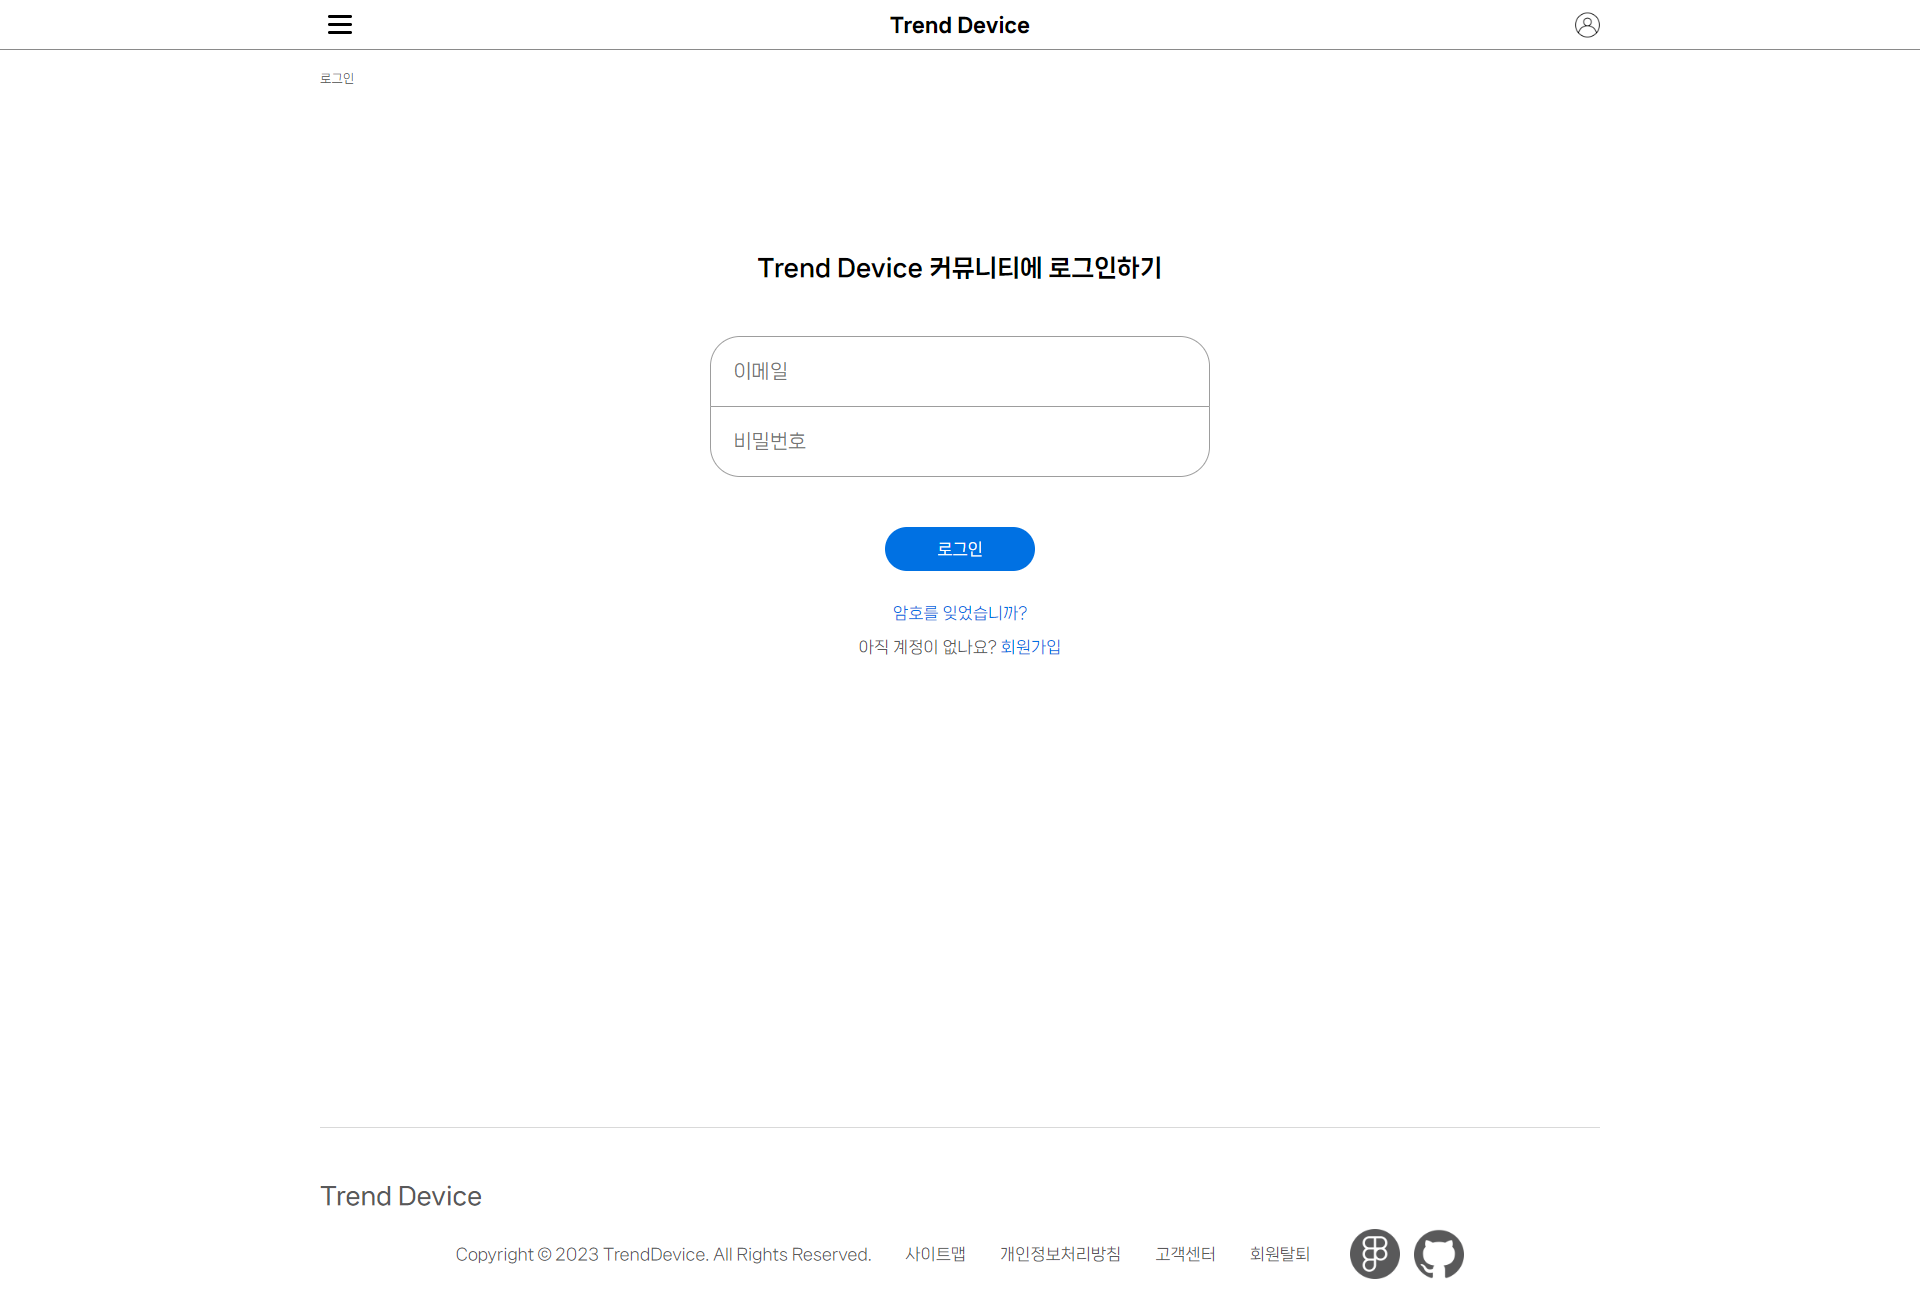 Trend Device
로그인
Trend Device 커뮤니티에 로그인하기
이메일
비밀번호
로그인
암호를 잊었습니까?
아직 계정이 없나요? 회원가입
Trend Device
Copyright © 2023 TrendDevice. All Rights Reserved. 사이트맵 개인정보처리방침 고객센터 회원탈퇴